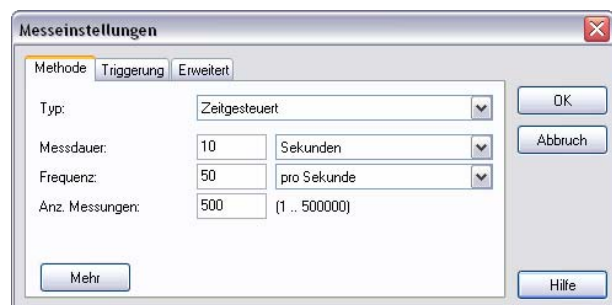 Messeinstellungen
Methode Triggerung Erweitert
Typ: Zeitgesteuert
Messdauer: 10 Sekunden
Frequenz: 50 pro Sekunde
Anz. Messungen: 500 (1 .. 500000)
Mehr
OK
Abbruch
Hilfe